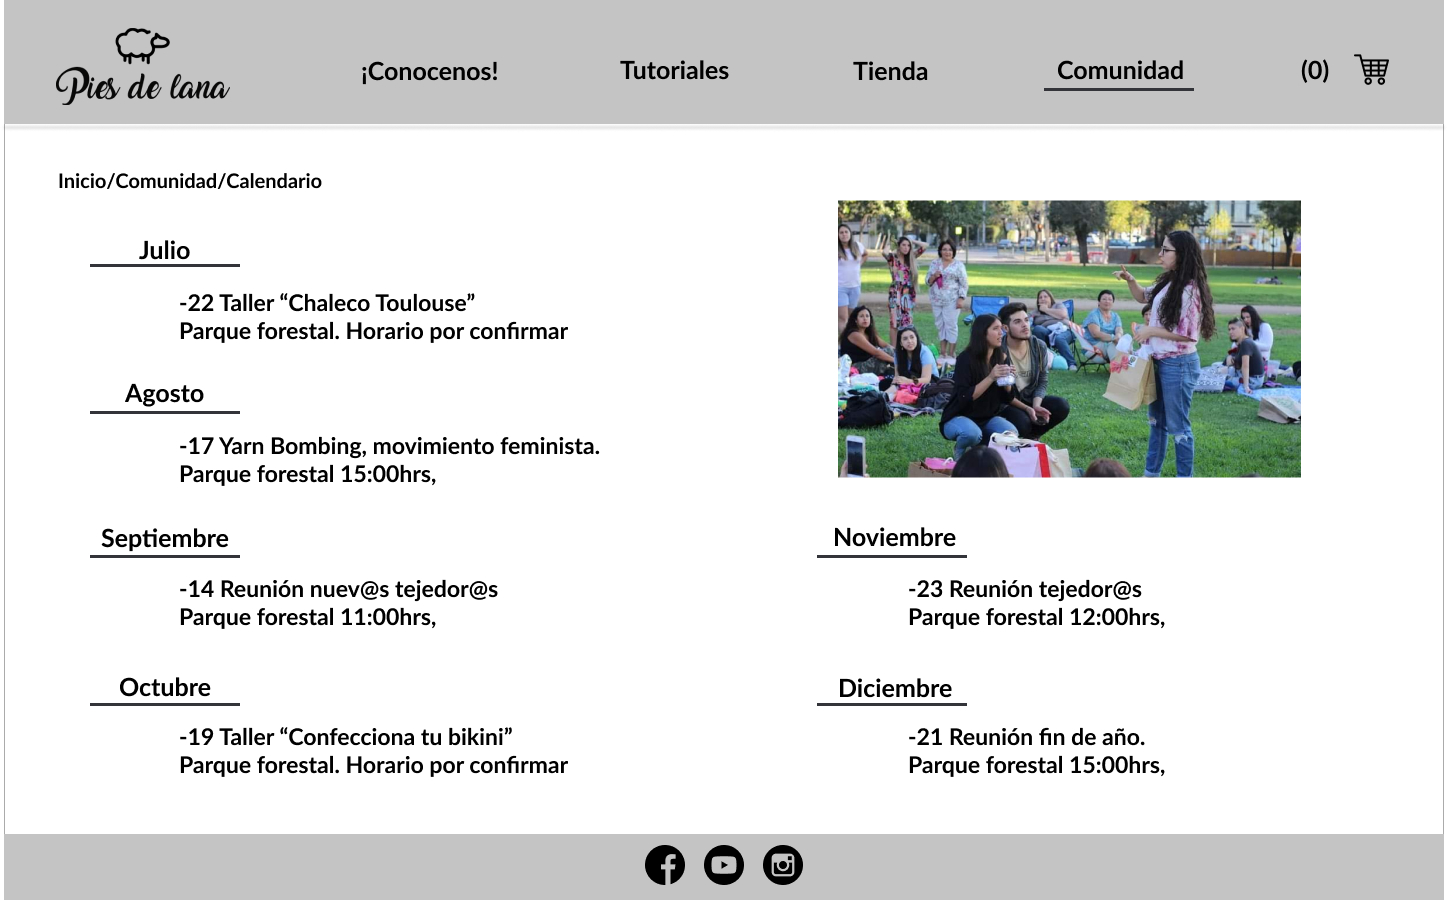 Pies de lana
¡Conocenos!
Tutoriales
Tienda
Comunidad
(0)
Inicio/Comunidad/Calendario
Julio
-22 Taller “Chaleco Toulouse”
Parque forestal. Horario por confirmar
Agosto
-17 Yarn Bombing, movimiento feminista.
Parque forestal 15:00hrs,
Septiembre
-14 Reunión nuev@s tejedor@s
Parque forestal 11:00hrs,
Octubre
-19 Taller “Confecciona tu bikini”
Parque forestal. Horario por confirmar
Noviembre
-23 Reunión tejedor@s
Parque forestal 12:00hrs,
Diciembre
-21 Reunión fin de año.
Parque forestal 15:00hrs,